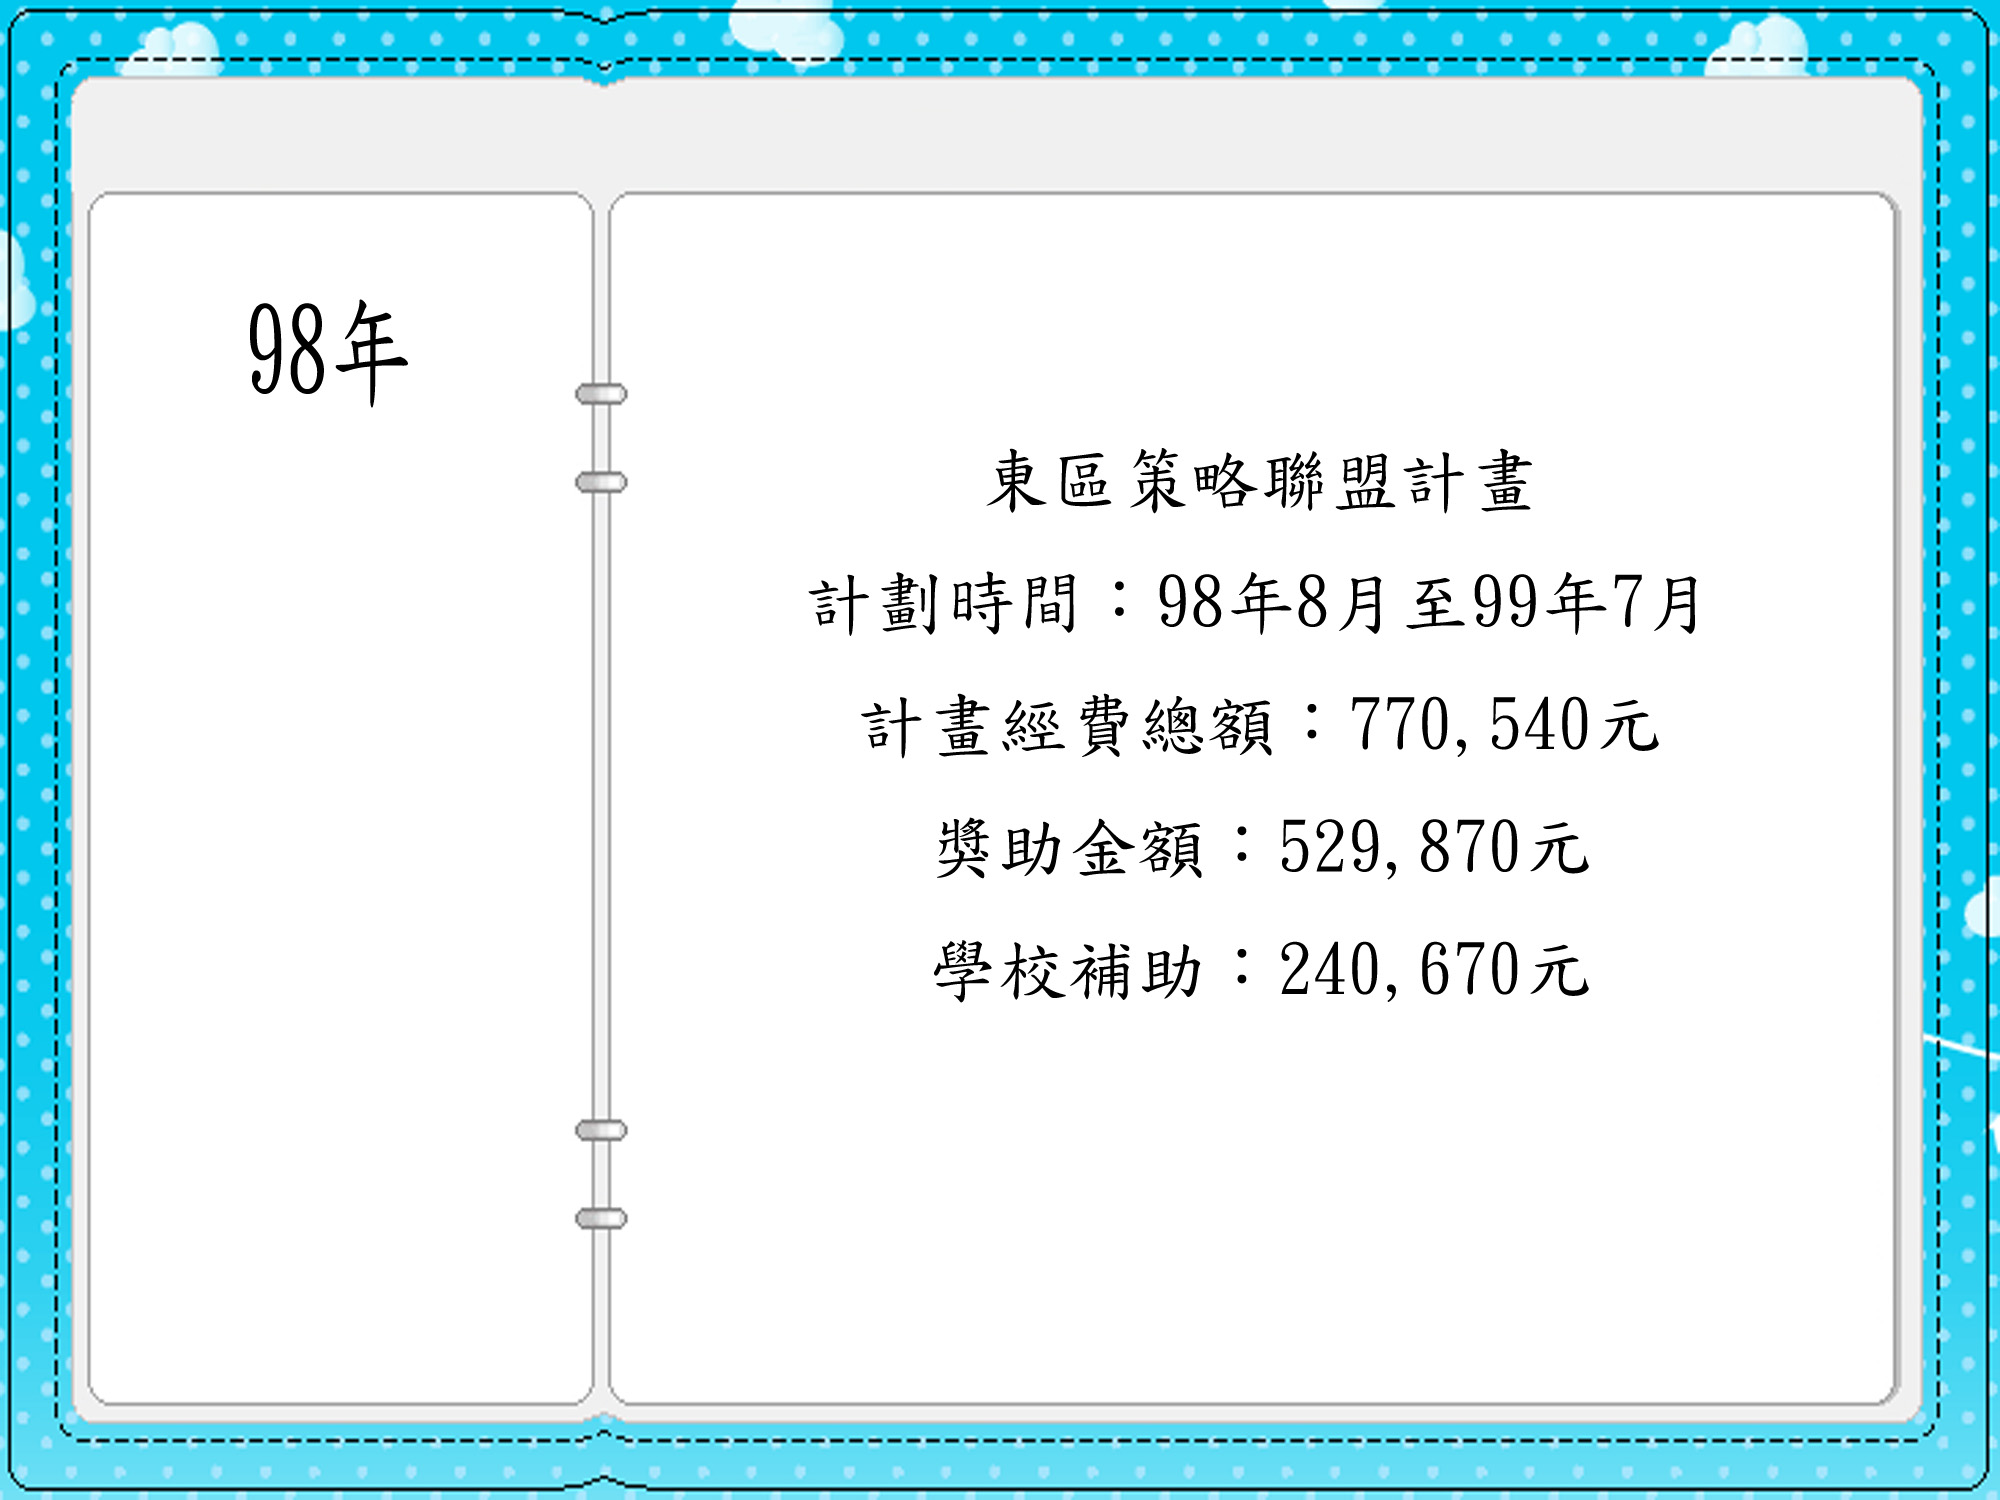 98年
東區策略聯盟計畫
計劃時間：98年8月至99年7月
計畫經費總額：770,540元
獎助金額：529,870元
學校補助：240,670元